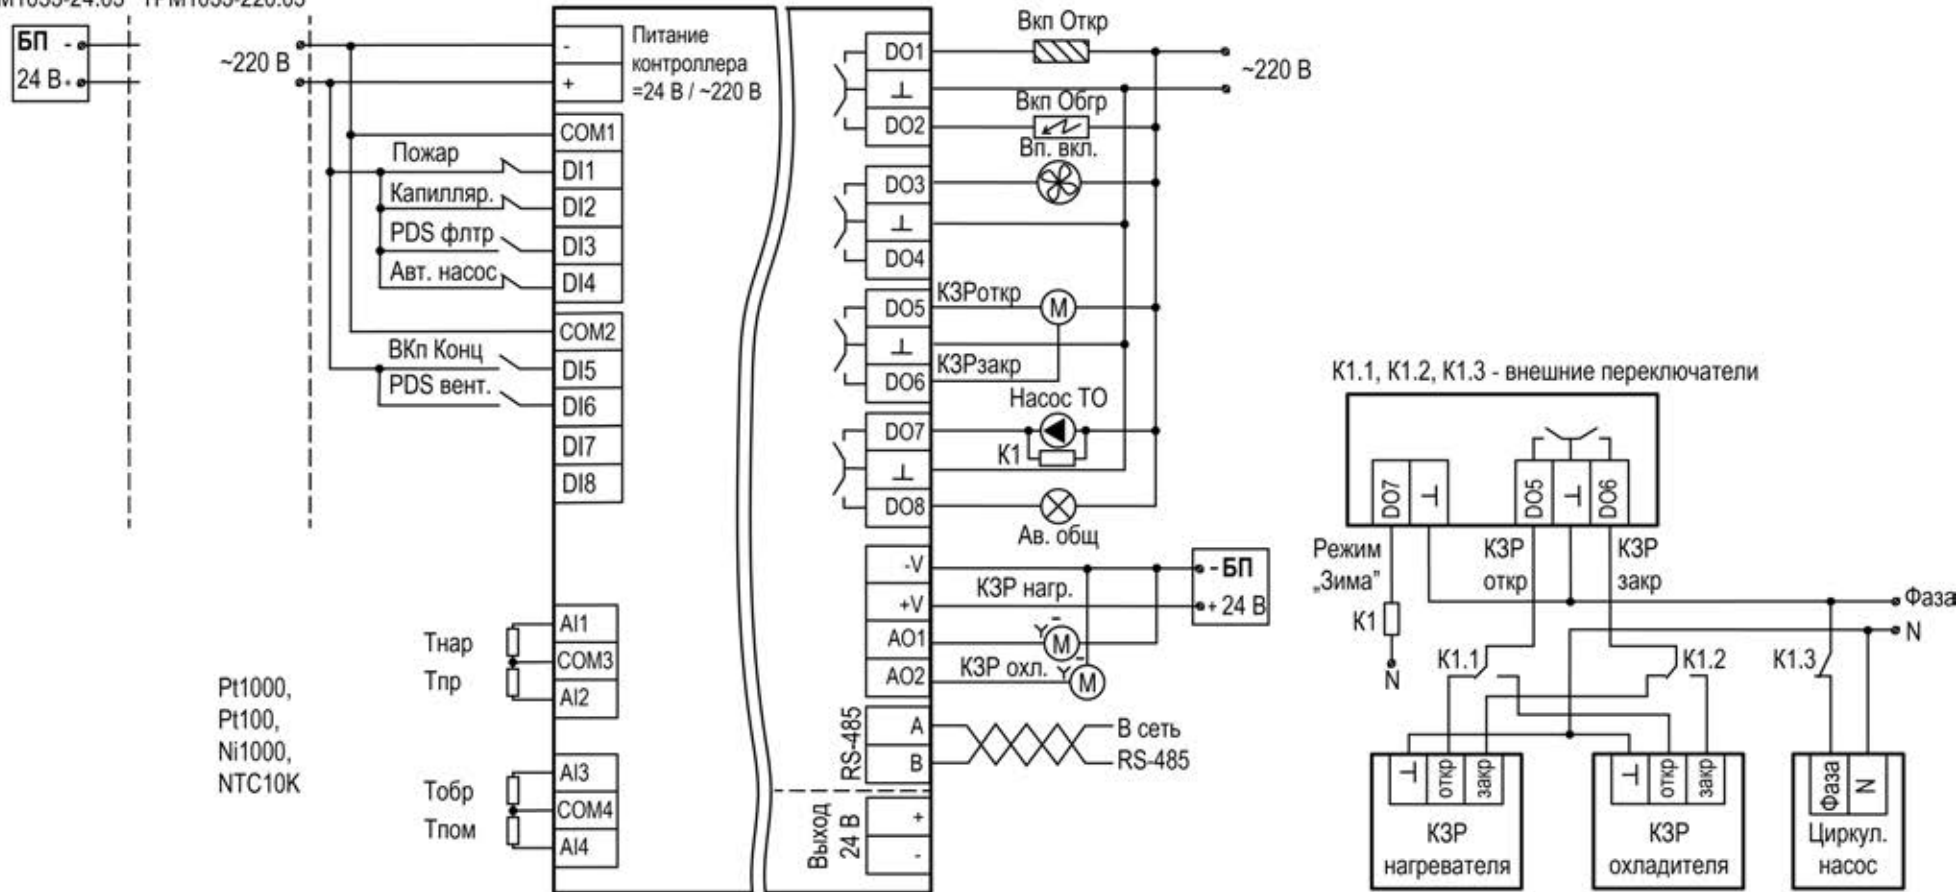 БП -
24 В +
~220 В
-
+
Питание
контроллера
=24 В / ~220 В
COM1
Пожар
DI1
Капилляр.
DI2
PDS флтр
DI3
Авт. насос
DI4
COM2
ВКп Конц
DI5
PDS вент.
DI6
DI7
DI8
Тнар
AI1
COM3
Тпр
AI2
Pt1000,
Pt100,
Ni1000,
NTC10K
Тобр
AI3
COM4
Тпом
AI4
DO1
Вкп Откр
~220 В
⊥
Вкп Обгр
DO2
Вп. вкл.
DO3
⊥
DO4
DO5
КЗРоткр
M
⊥
КЗРзакр
DO6
Насос ТО
DO7
К1
⊥
DO8
Ав. общ
-V
- БП
КЗР нагр.
+V
+ 24 В
AO1
Y -
M
КЗР охл.
AO2
Y -
M
RS-485
A
В сеть
B
RS-485
Выход
24 В
+
-
К1.1, К1.2, К1.3 - внешние переключатели
DO7
⊥
DO5
⊥
DO6
Режим
„Зима”
КЗР
откр
КЗР
закр
Фаза
N
К1
N
К1.1
К1.2
К1.3
⊥
откр
закр
КЗР
нагревателя
⊥
откр
закр
КЗР
охладителя
Фаза
N
Циркул.
насос